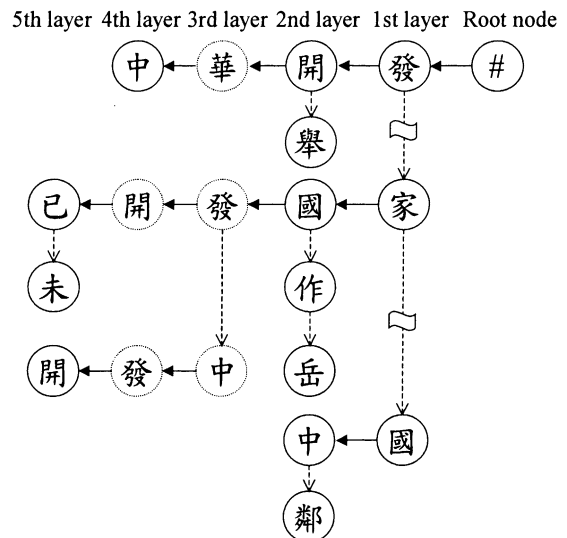 5th layer 4th layer 3rd layer 2nd layer 1st layer Root node
中 華 開 發 #
舉
已 開 發 國 家
未 作
開 發 中 岳
中 國
鄰